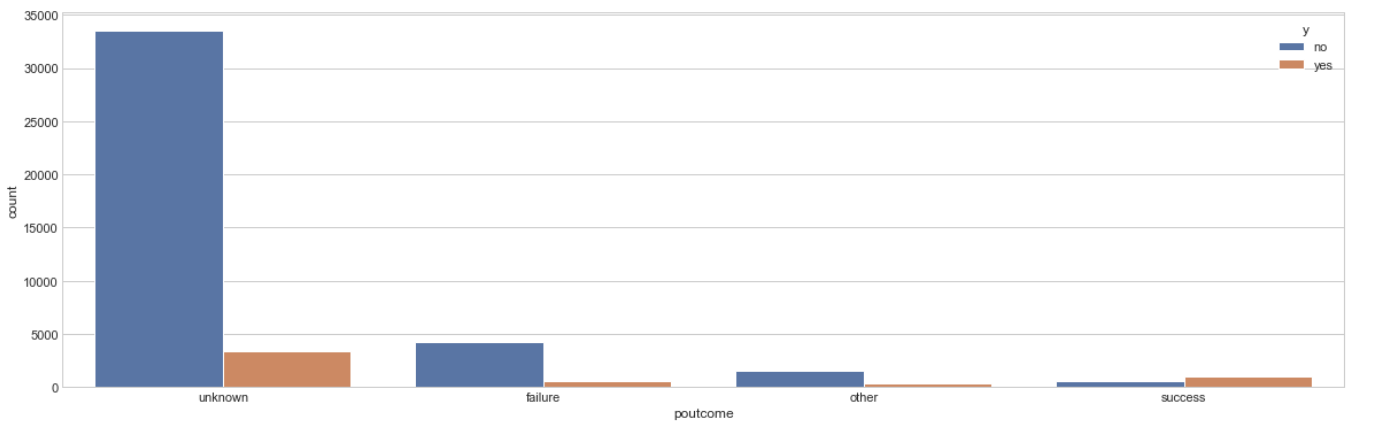 35000
30000
25000
20000
15000
10000
5000
0
count
y
no
yes
unknown
failure
other
success
poutcome